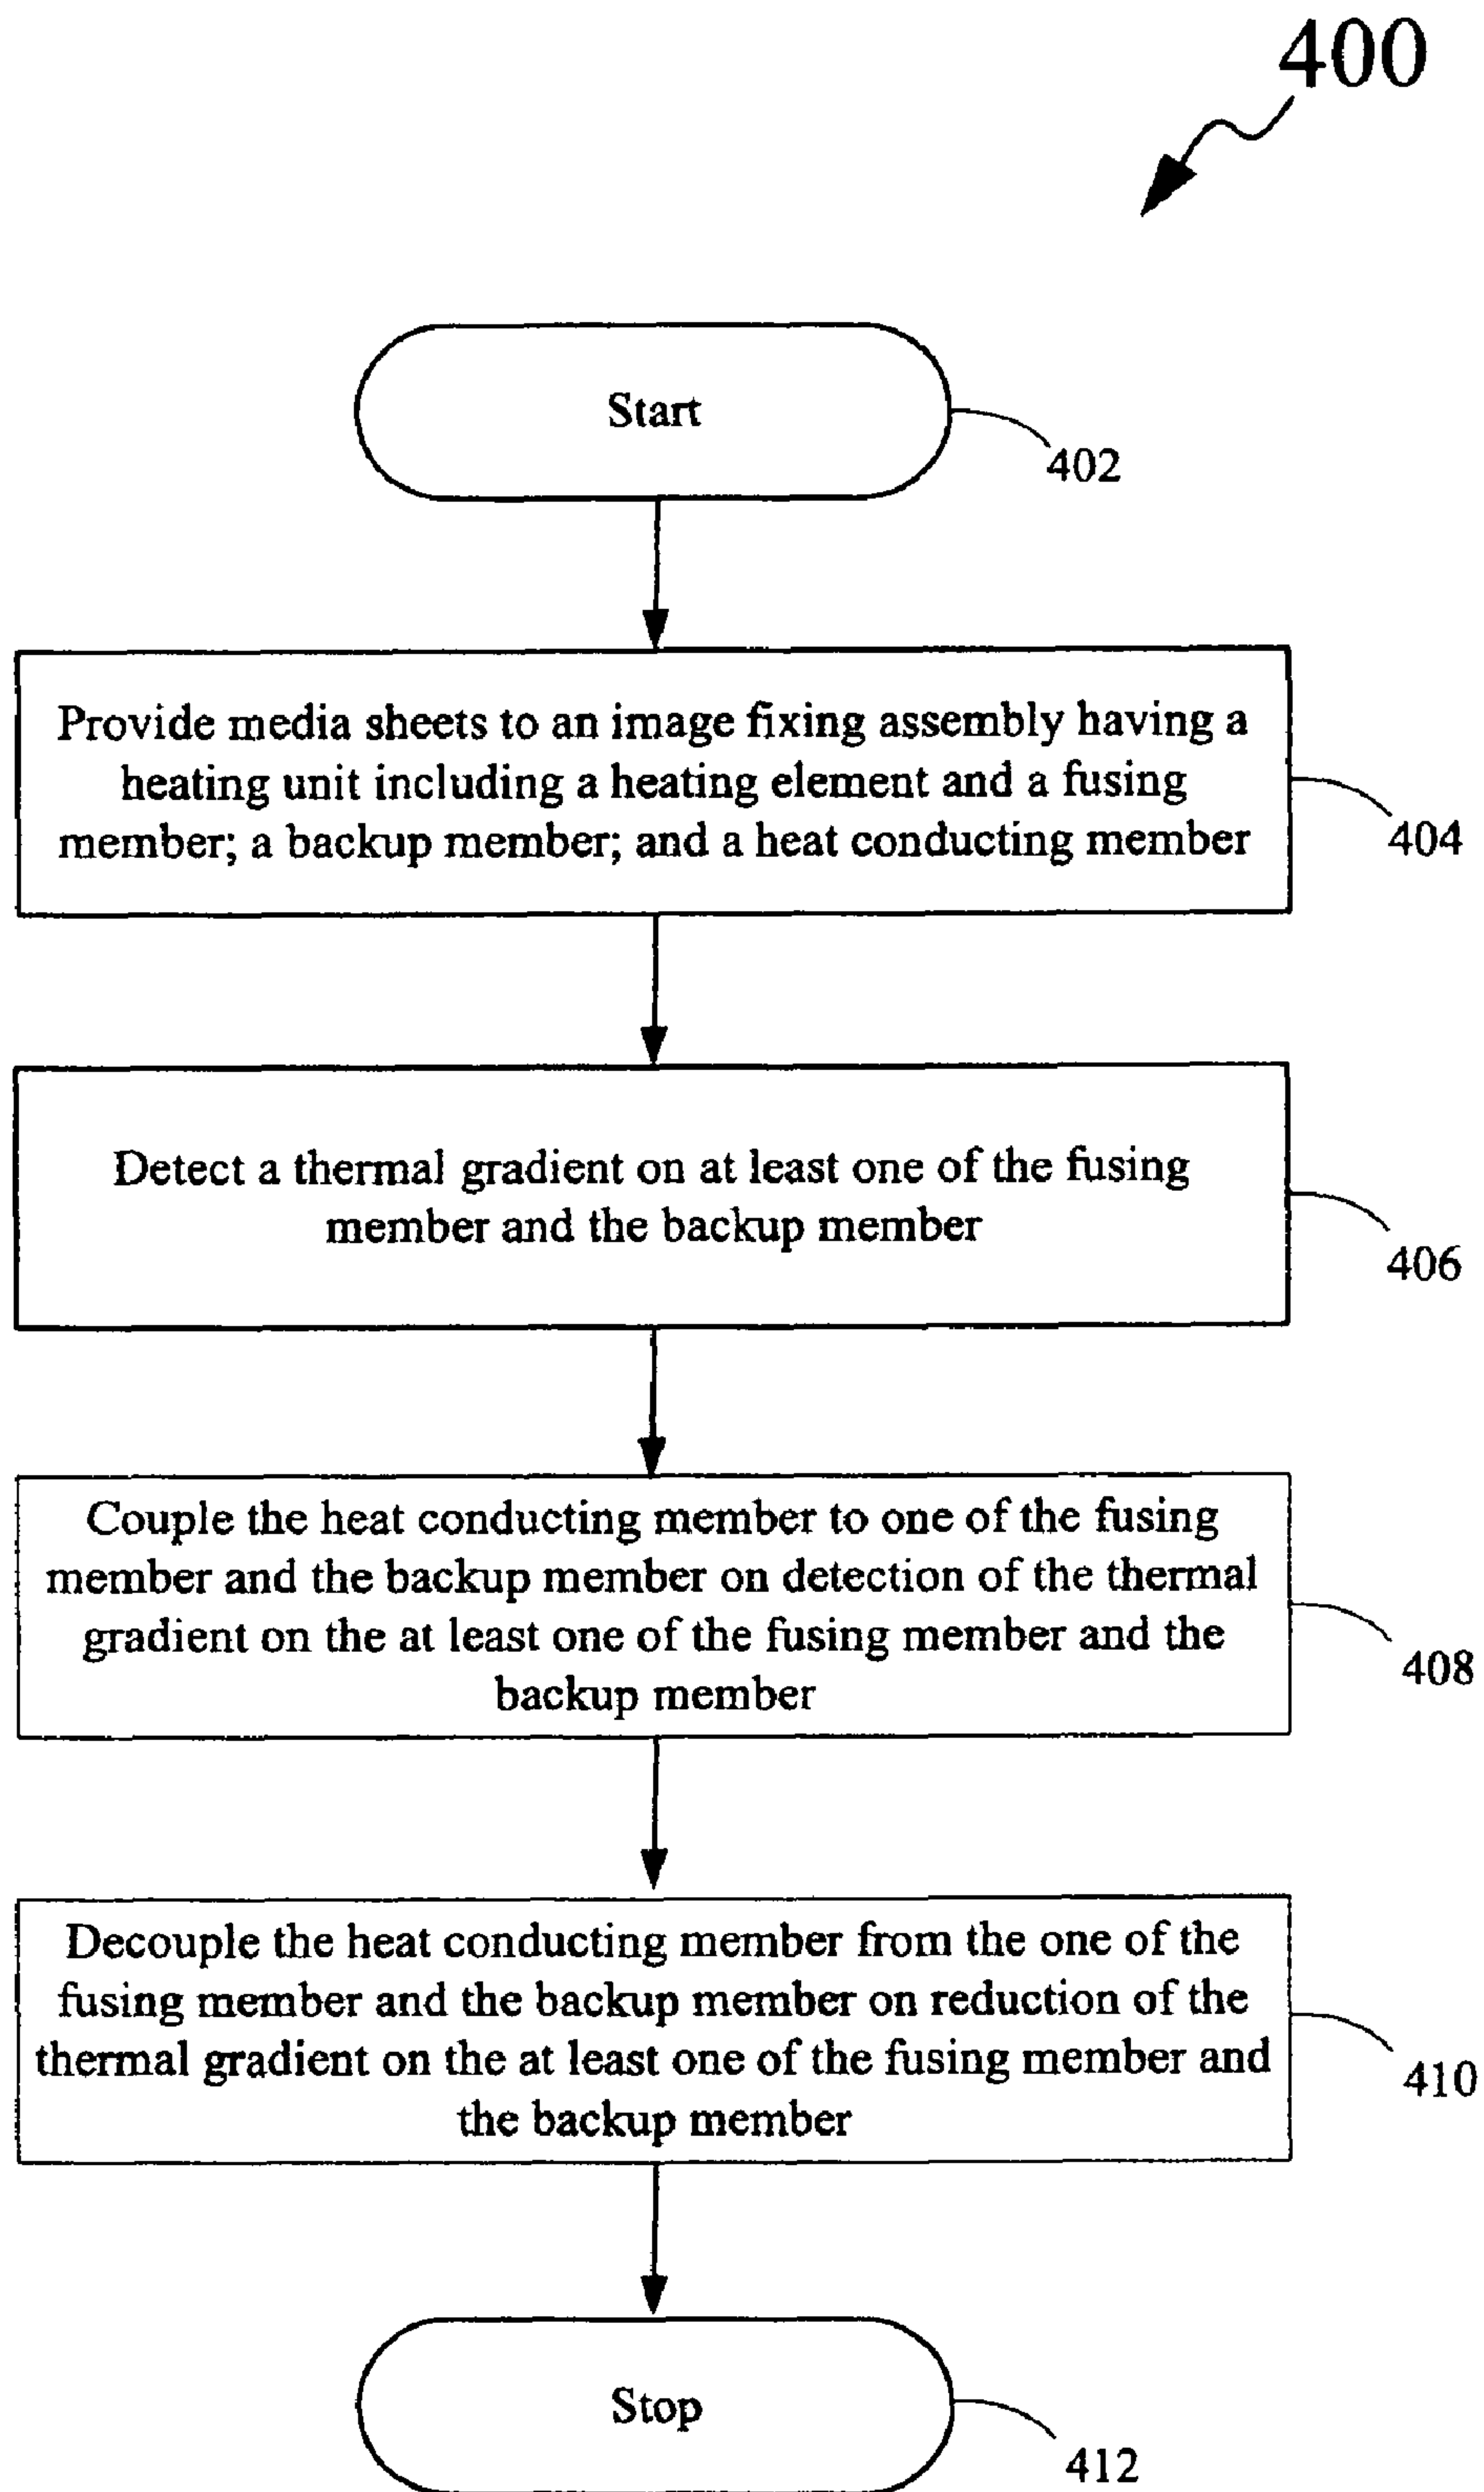 400
Start
402
Provide media sheets to an image fixing assembly having a
heating unit including a heating element and a fusing
member; a backup member; and a heat conducting member
404
Detect a thermal gradient on at least one of the fusing
member and the backup member
406
Couple the heat conducting member to one of the fusing
member and the backup member on detection of the thermal
gradient on the at least one of the fusing member and the
backup member
408
Decouple the heat conducting member from the one of the
fusing member and the backup member on reduction of the
thermal gradient on the at least one of the fusing member and
the backup member
410
Stop
412